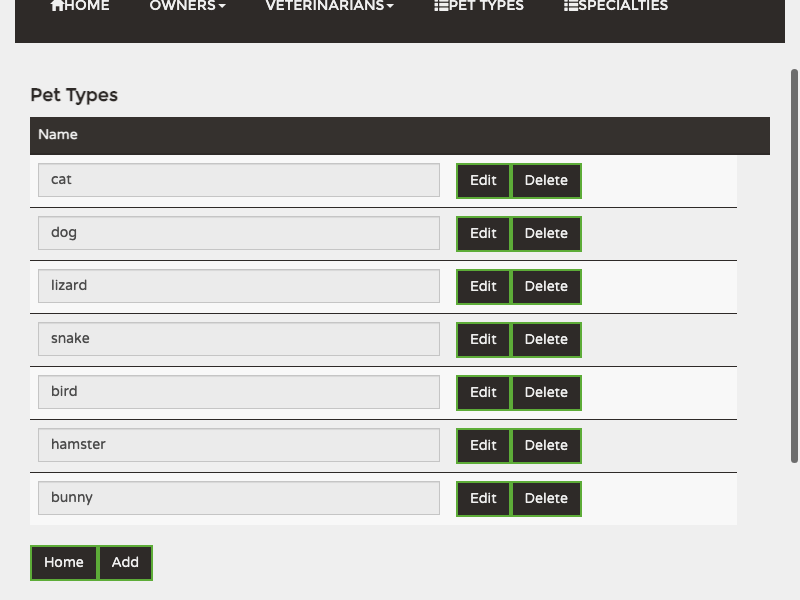 HOME OWNERS VETERINARIANS PET TYPES SPECIALTIES
Pet Types
Name
cat Edit Delete
dog Edit Delete
lizard Edit Delete
snake Edit Delete
bird Edit Delete
hamster Edit Delete
bunny Edit Delete
Home Add